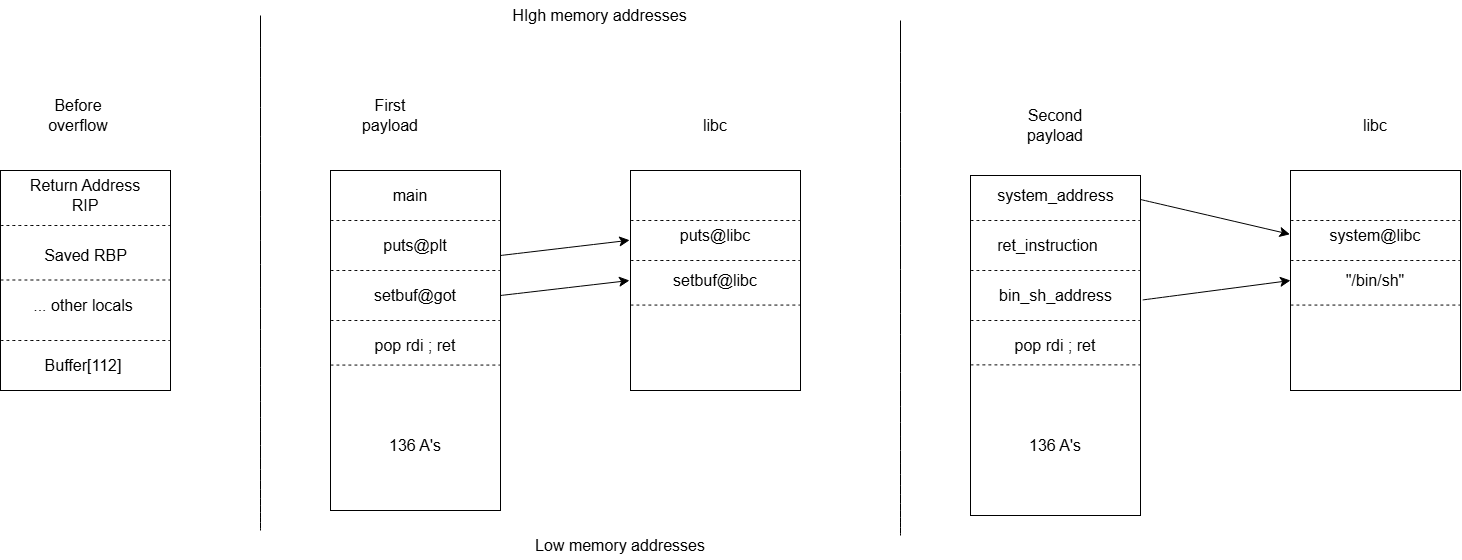 HIgh memory addresses
Before
overflow
Return Address
RIP
Saved RBP
... other locals
Buffer[112]
First
payload
main
puts@plt
setbuf@got
pop rdi ; ret
136 A's
libc
puts@libc
setbuf@libc
Second
payload
system_address
ret_instruction
bin_sh_address
pop rdi ; ret
136 A's
libc
system@libc
"/bin/sh"
Low memory addresses